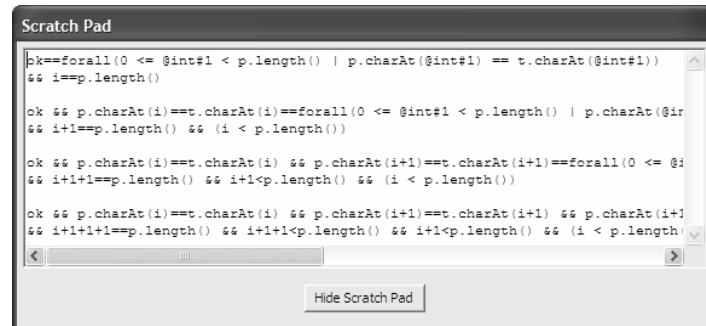 Scratch Pad
ok==forall(0 <= @int#1 < p.length() | p.charAt(@int#1) == t.charAt(@int#1))
&& i==p.length()
ok && p.charAt(i)==t.charAt(i)==forall(0 <= @int#1 < p.length() | p.charAt(@in
&& i+1==p.length() && (i < p.length())
ok && p.charAt(i)==t.charAt(i) && p.charAt(i+1)==t.charAt(i+1)==forall(0 <= @i
&& i+1+1==p.length() && i+1<p.length() && (i < p.length())
ok && p.charAt(i)==t.charAt(i) && p.charAt(i+1)==t.charAt(i+1) && p.charAt(i+1
&& i+1+1+1==p.length() && i+1+1<p.length() && i+1<p.length() && (i < p.length(
Hide Scratch Pad